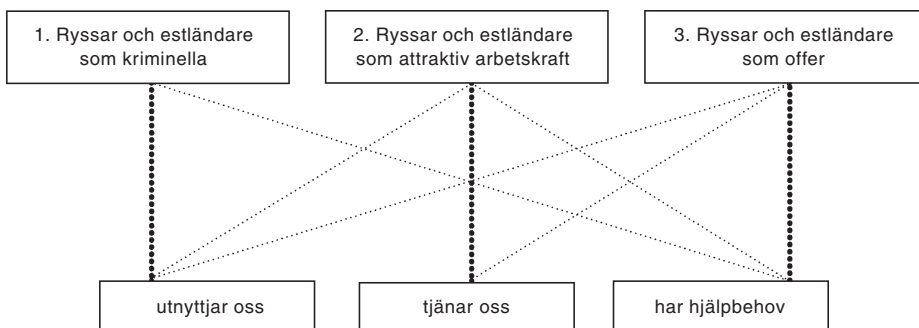 1. Ryssar och estländare
som kriminella
2. Ryssar och estländare
som attraktiv arbetskraft
3. Ryssar och estländare
som offer
utnyttjar oss
tjänar oss
har hjälpbehov